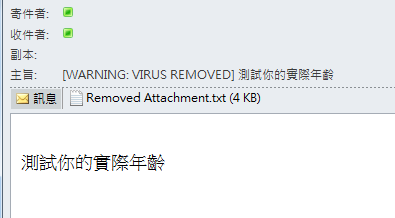 寄件者:
收件者:
副本:
主旨: [WARNING: VIRUS REMOVED] 測試你的實際年齡
訊息 Removed Attachment.txt (4 KB)
測試你的實際年齡